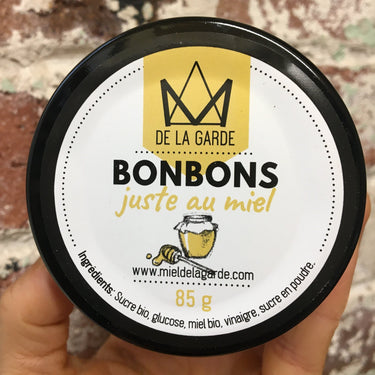 DE LA GARDE
BONBONS
juste au miel
www.mieldelagarde.com
85 g
Ingrédients: Sucre bio, glucose, miel bio, vinaigre, sucre en poudre.